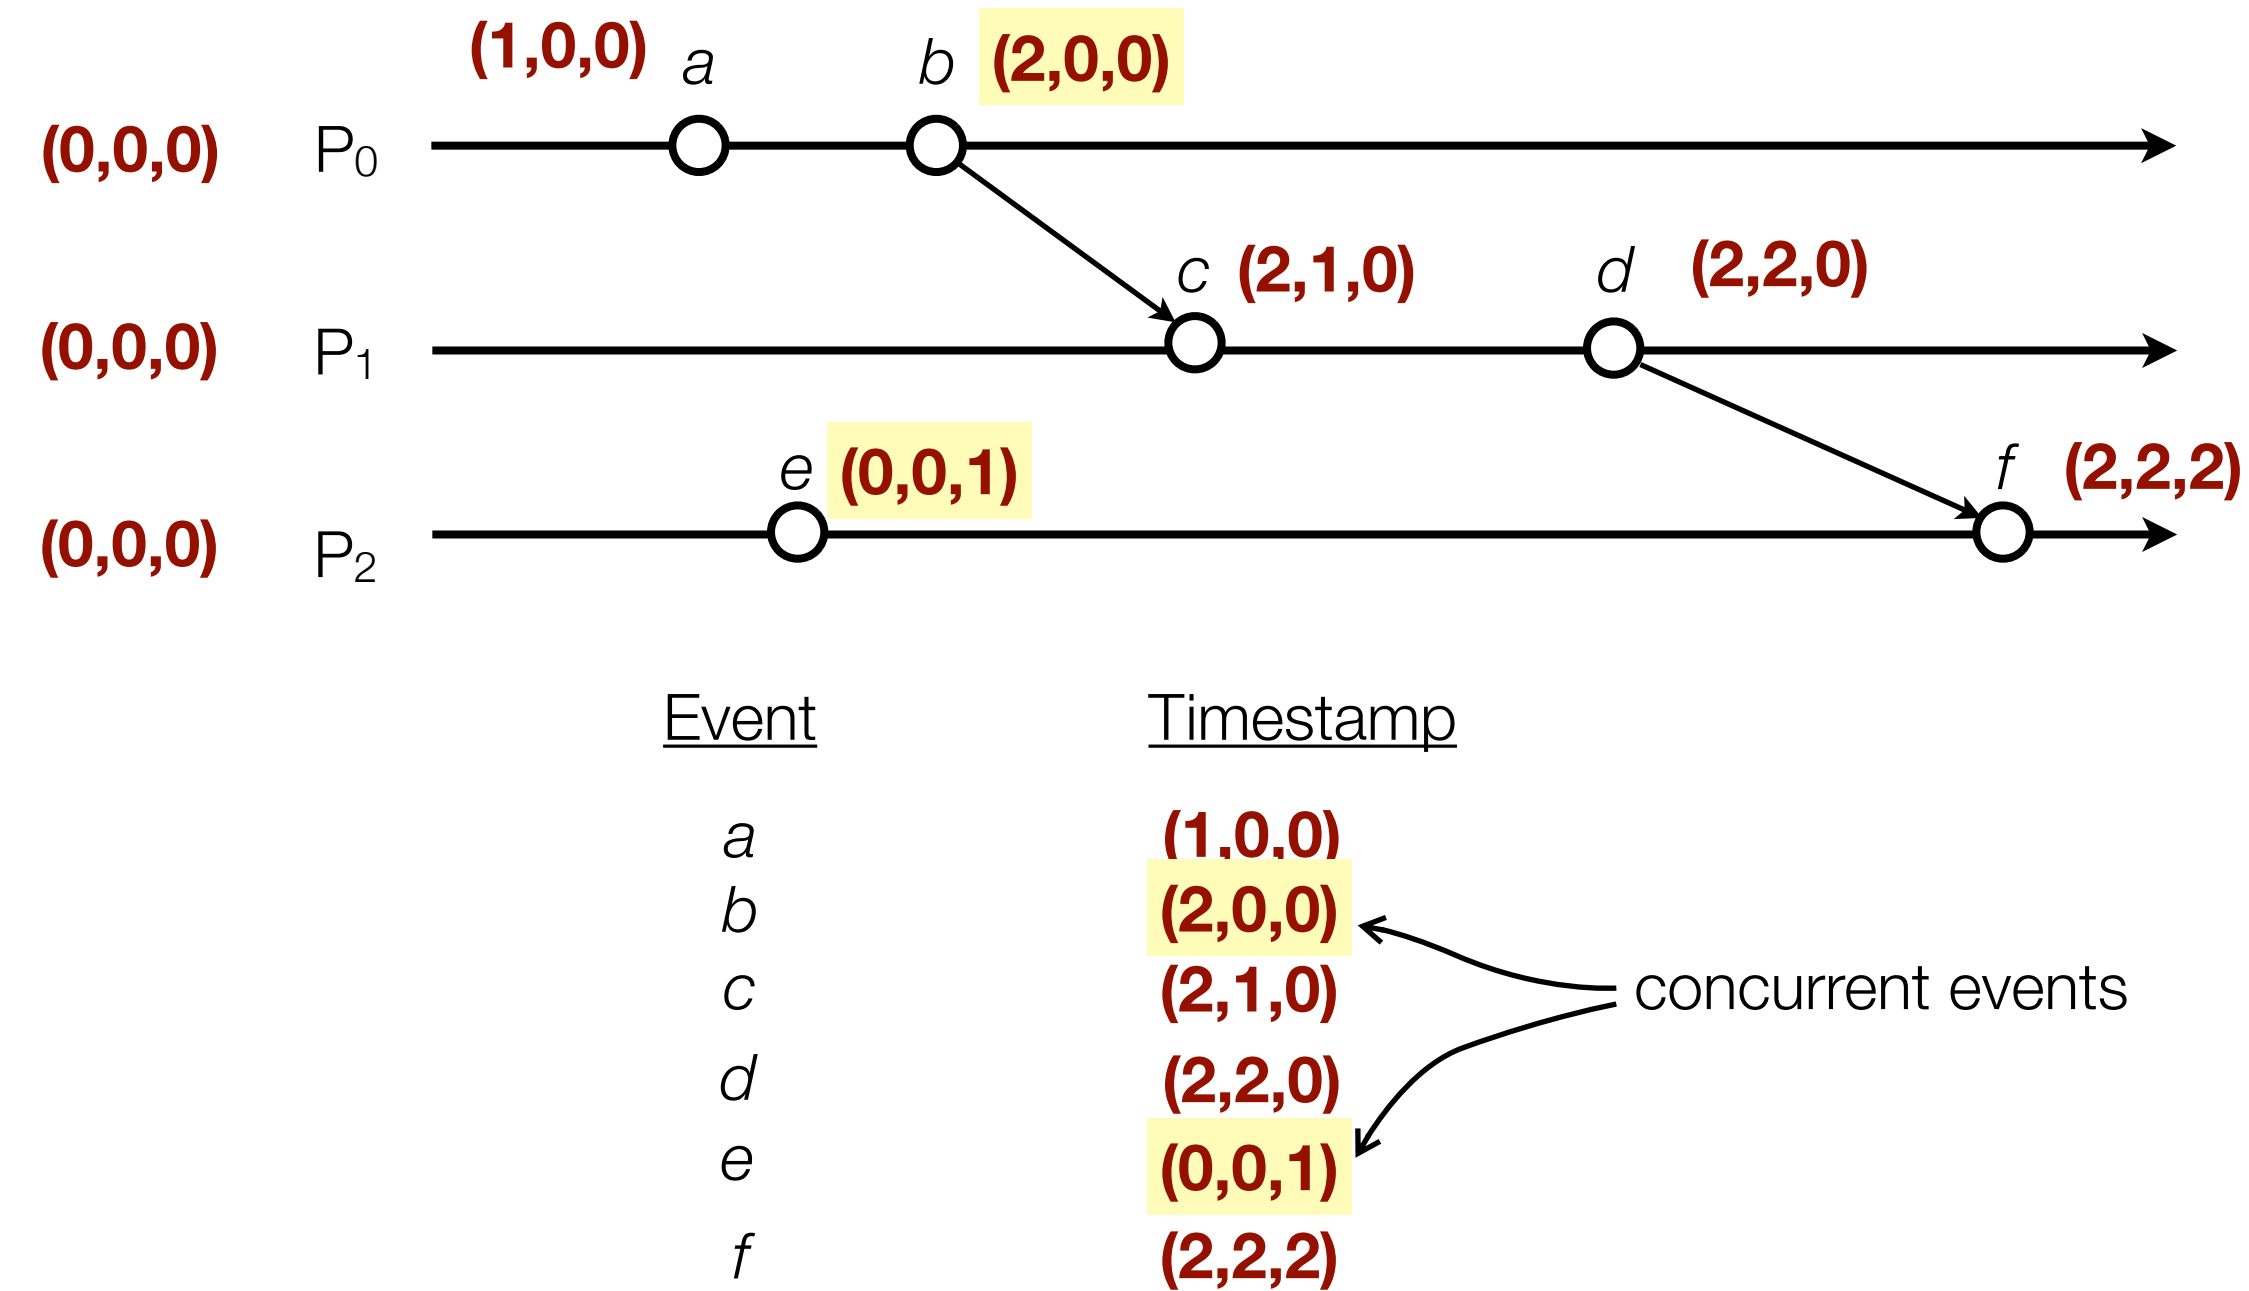 (1,0,0) a b (2,0,0)
(0,0,0) P0
c (2,1,0) d (2,2,0)
(0,0,0) P1
e (0,0,1) f (2,2,2)
(0,0,0) P2
Event Timestamp
a (1,0,0)
b (2,0,0)
c (2,1,0) concurrent events
d (2,2,0)
e (0,0,1)
f (2,2,2)